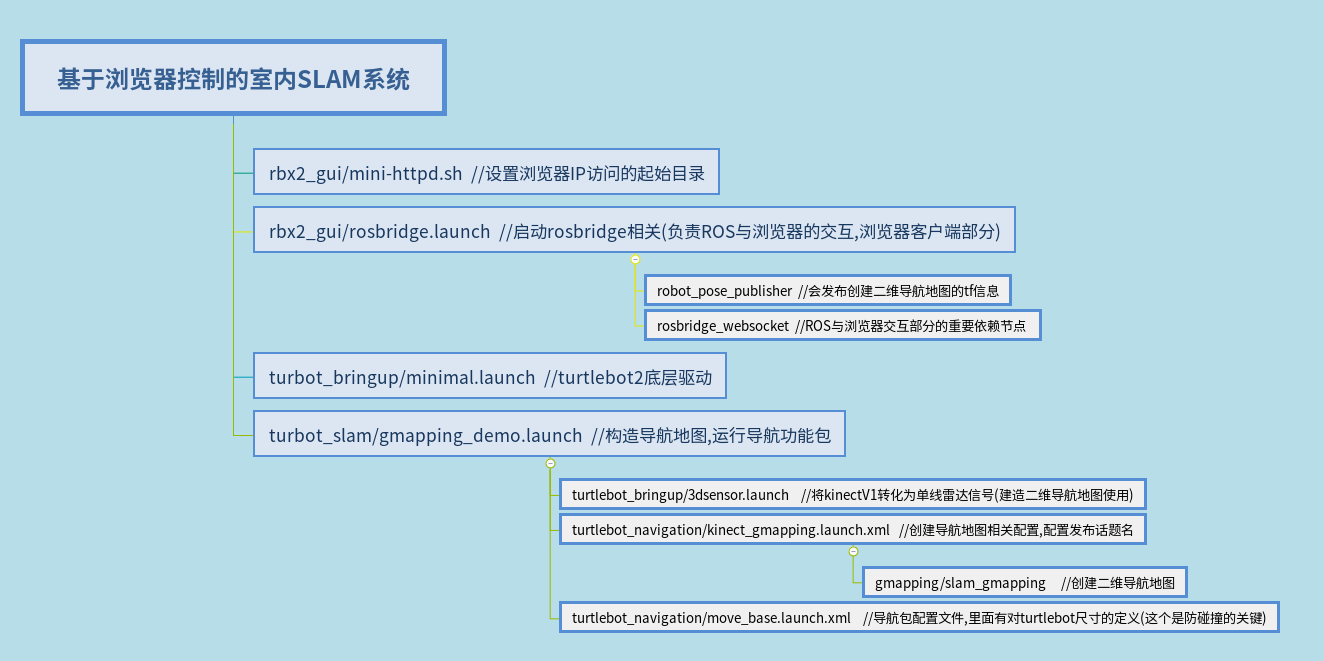 基于浏览器控制的室内SLAM系统
rbx2_gui/mini-httpd.sh //设置浏览器IP访问的起始目录
rbx2_gui/rosbridge.launch //启动rosbridge相关(负责ROS与浏览器的交互,浏览器客户端部分)
robot_pose_publisher //会发布创建二维导航地图的tf信息
rosbridge_websocket //ROS与浏览器交互部分的重要依赖节点
turbot_bringup/minimal.launch //turtlebot2底层驱动
turbot_slam/gmapping_demo.launch //构造导航地图,运行导航功能包
turtlebot_bringup/3dsensor.launch //将kinectV1转化为单线雷达信号(建造二维导航地图使用)
turtlebot_navigation/kinect_gmapping.launch.xml //创建导航地图相关配置,配置发布话题名
gmapping/slam_gmapping //创建二维导航地图
turtlebot_navigation/move_base.launch.xml //导航包配置文件,里面有对turtlebot尺寸的定义(这个是防碰撞的关键)